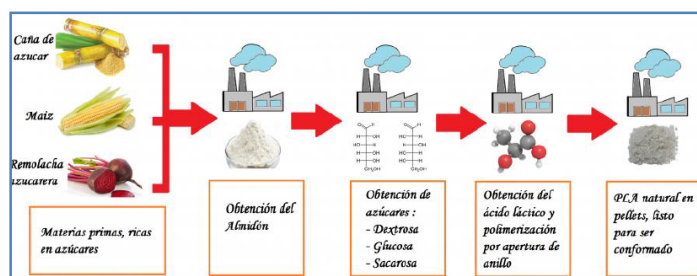 Caña de
azucar
Maíz
Remolacha
azucarera
Materias primas, ricas
en azúcares
Obtención del
Almidón
Obtención de
azúcares :
- Dextrosa
- Glucosa
- Sacarosa
Obtención del
ácido láctico y
polimerización
por apertura de
anillo
PLA natural en
pellets, listo
para ser
conformado